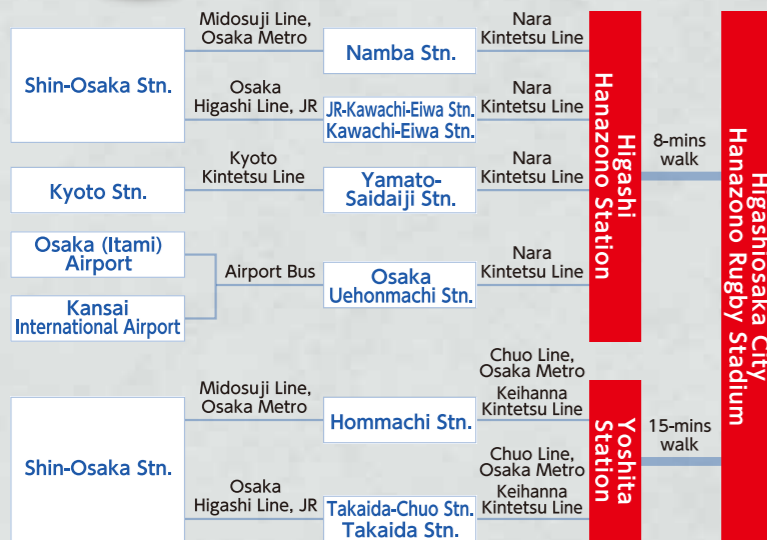 Shin-Osaka Stn.
Midosuji Line,
Osaka Metro
Namba Stn.
Nara
Kintetsu Line
Osaka
Higashi Line, JR
JR-Kawachi-Eiwa Stn.
Kawachi-Eiwa Stn.
Nara
Kintetsu Line
Kyoto Stn.
Kyoto
Kintetsu Line
Yamato-
Saidaiji Stn.
Nara
Kintetsu Line
Osaka (Itami)
Airport
Kansai
International Airport
Airport Bus
Osaka
Uehonmachi Stn.
Nara
Kintetsu Line
Higashi
Hanazono Station
8-mins
walk
Shin-Osaka Stn.
Midosuji Line,
Osaka Metro
Hommachi Stn.
Chuo Line,
Osaka Metro
Keihanna
Kintetsu Line
Osaka
Higashi Line, JR
Takaida-Chuo Stn.
Takaida Stn.
Chuo Line,
Osaka Metro
Keihanna
Kintetsu Line
Yoshita
Station
15-mins
walk
Higashiosaka City
Hanazono Rugby Stadium